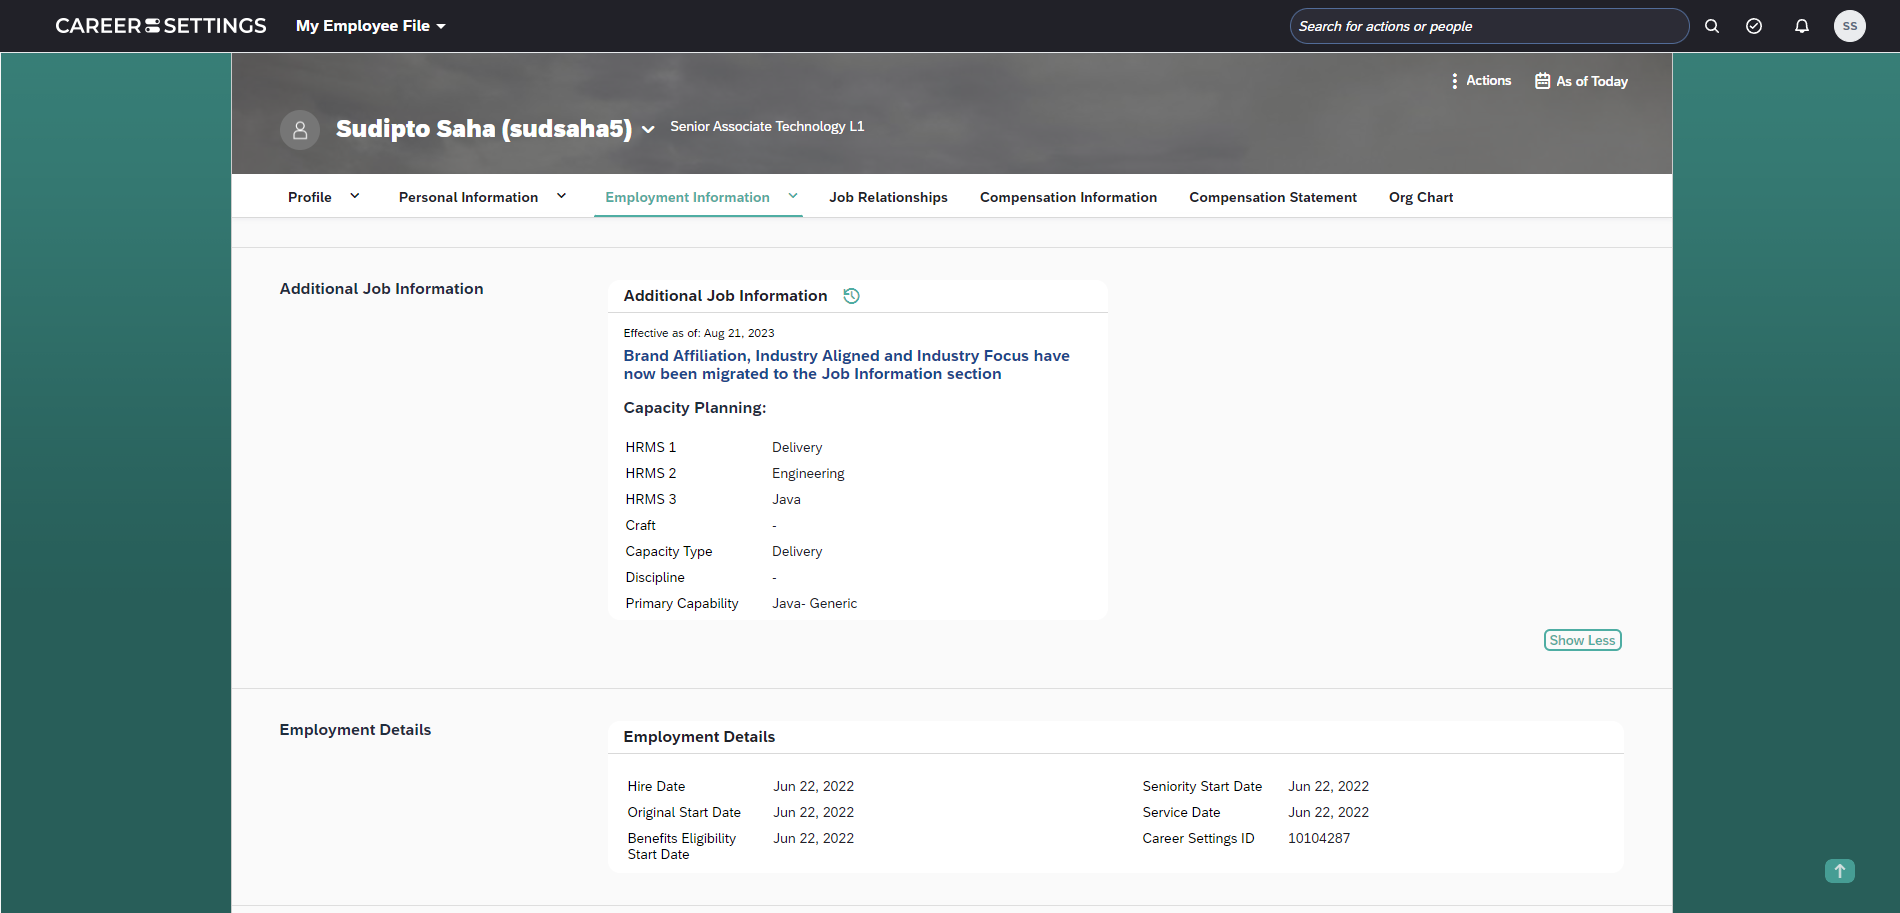 CAREER SETTINGS
My Employee File
Search for actions or people
SS
Actions
As of Today
Sudipto Saha (sudsaha5)
Senior Associate Technology L1
Profile
Personal Information
Employment Information
Job Relationships
Compensation Information
Compensation Statement
Org Chart
Additional Job Information
Additional Job Information
Effective as of: Aug 21, 2023
Brand Affiliation, Industry Aligned and Industry Focus have
now been migrated to the Job Information section
Capacity Planning:
HRMS 1 Delivery
HRMS 2 Engineering
HRMS 3 Java
Craft -
Capacity Type Delivery
Discipline -
Primary Capability Java- Generic
Show Less
Employment Details
Employment Details
Hire Date Jun 22, 2022
Original Start Date Jun 22, 2022
Benefits Eligibility Jun 22, 2022
Start Date
Seniority Start Date Jun 22, 2022
Service Date Jun 22, 2022
Career Settings ID 10104287